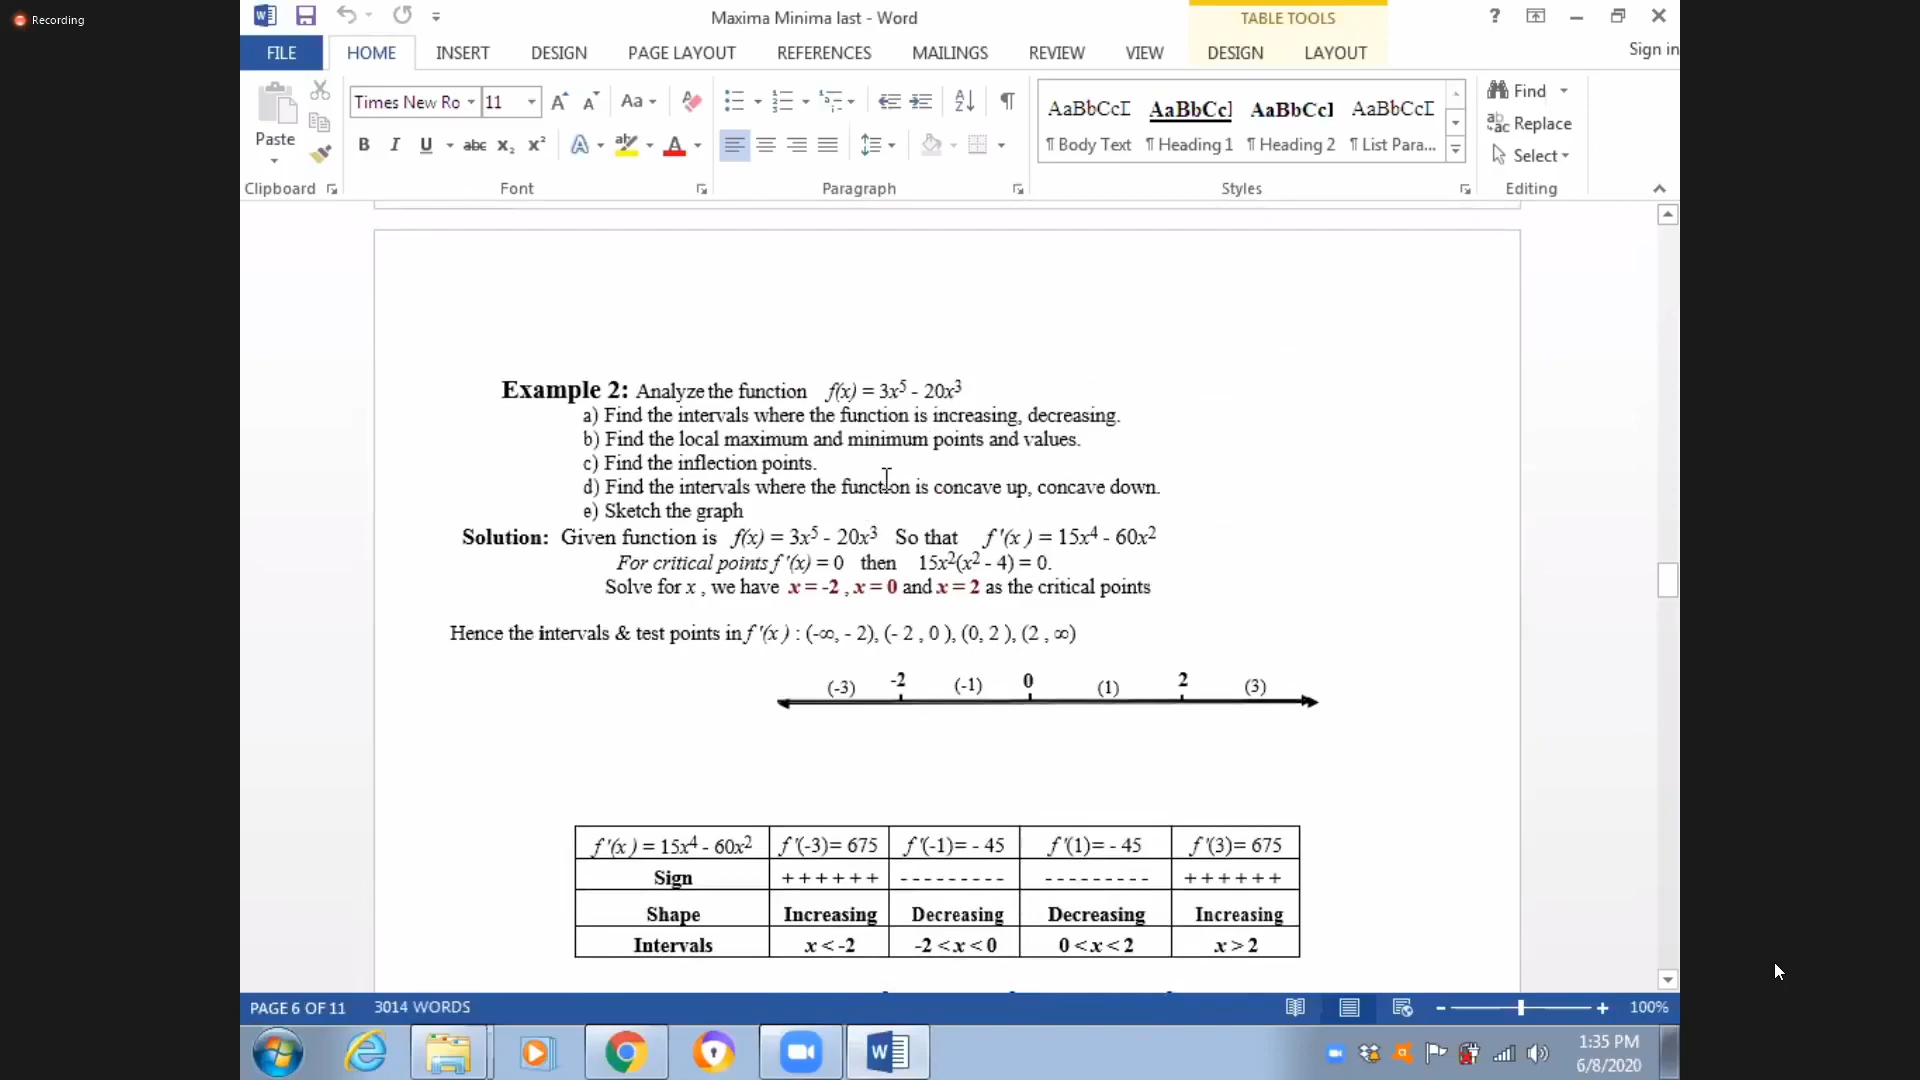 Recording
Maxima Minima last - Word
TABLE TOOLS
?
Sign in
FILE HOME INSERT DESIGN PAGE LAYOUT REFERENCES MAILINGS REVIEW VIEW DESIGN LAYOUT
Paste
Times New Ro 11 Aa
B I U abc x₂ x²
AaBbCcI AaBbCcI AaBbCcI AaBbCcI
¶ Body Text ¶ Heading 1 ¶ Heading 2 ¶ List Para...
Find
Replace
Select
Clipboard Font Paragraph Styles Editing
Example 2: Analyze the function f(x) = 3x⁵ - 20x³
a) Find the intervals where the function is increasing, decreasing.
b) Find the local maximum and minimum points and values.
c) Find the inflection points.
d) Find the intervals where the function is concave up, concave down.
e) Sketch the graph
Solution: Given function is f(x) = 3x⁵ - 20x³ So that f '(x ) = 15x⁴ - 60x²
For critical points f '(x) = 0 then 15x²(x² - 4) = 0.
Solve for x , we have x = -2 , x = 0 and x = 2 as the critical points
Hence the intervals & test points in f '(x ) : (-∞, - 2), (- 2 , 0 ), (0, 2 ), (2 , ∞)
(-3) -2 (-1) 0 (1) 2 (3)
f '(x ) = 15x⁴ - 60x² f '(-3)= 675 f '(-1)= - 45 f '(1)= - 45 f '(3)= 675
Sign + + + + + + - - - - - - - - - - - - - - - - - - + + + + + +
Shape Increasing Decreasing Decreasing Increasing
Intervals x < -2 -2 < x < 0 0 < x < 2 x > 2
PAGE 6 OF 11 3014 WORDS 100%
1:35 PM
6/8/2020